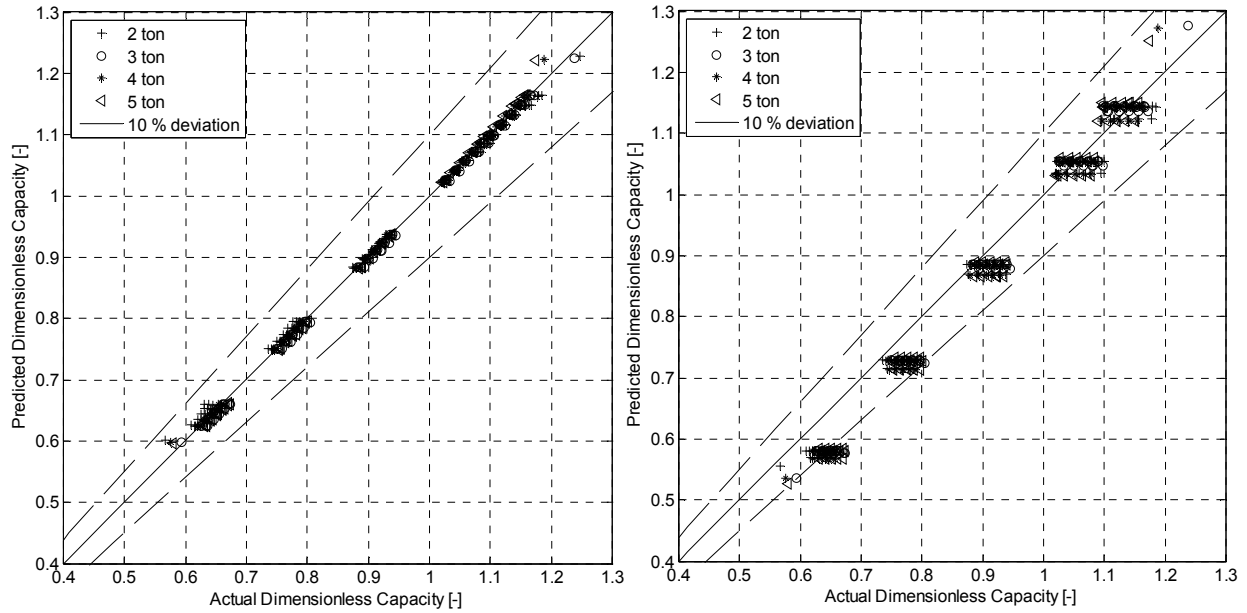 1.3
1.2
1.1
1
0.9
0.8
0.7
0.6
0.5
0.4
Predicted Dimensionless Capacity [-]
2 ton
3 ton
4 ton
5 ton
10 % deviation
0.4 0.5 0.6 0.7 0.8 0.9 1 1.1 1.2 1.3
Actual Dimensionless Capacity [-]
1.3
1.2
1.1
1
0.9
0.8
0.7
0.6
0.5
0.4
Predicted Dimensionless Capacity [-]
2 ton
3 ton
4 ton
5 ton
10 % deviation
0.4 0.5 0.6 0.7 0.8 0.9 1 1.1 1.2 1.3
Actual Dimensionless Capacity [-]